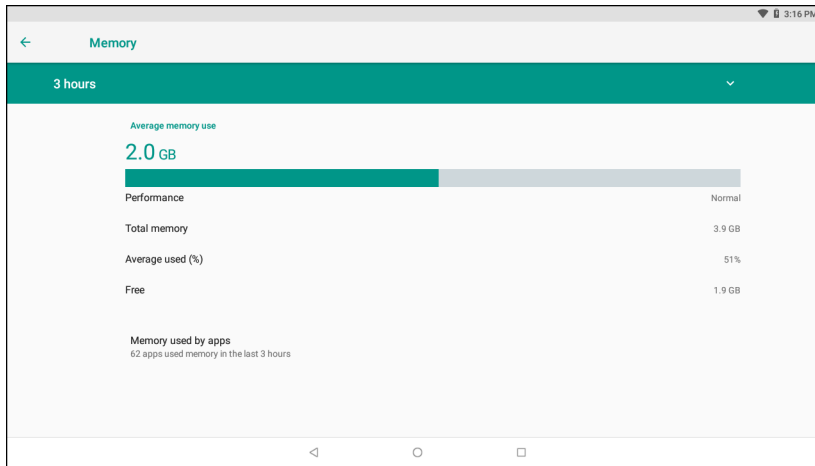 3:16 PM
Memory
3 hours
Average memory use
2.0 GB
Performance Normal
Total memory 3.9 GB
Average used (%) 51%
Free 1.9 GB
Memory used by apps
62 apps used memory in the last 3 hours